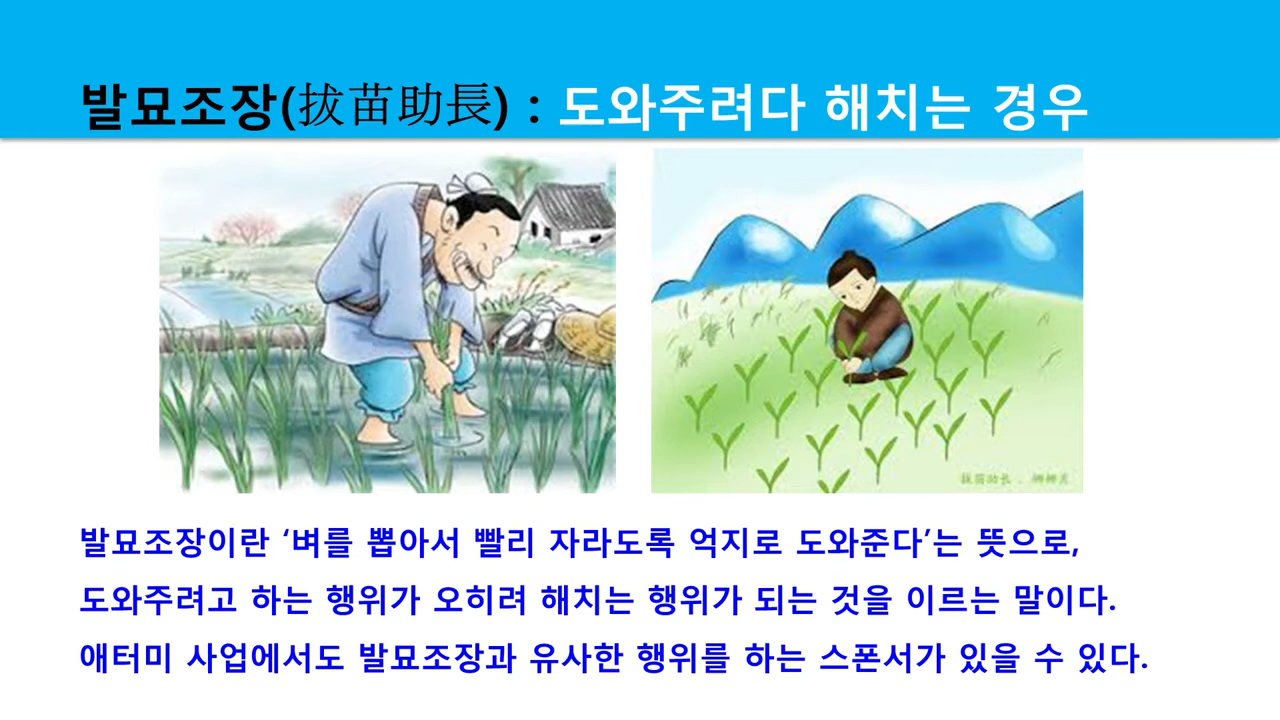 발묘조장(拔苗助長) : 도와주려다 해치는 경우
拔苗助长
발묘조장이란 ‘벼를 뽑아서 빨리 자라도록 억지로 도와준다’는 뜻으로,
도와주려고 하는 행위가 오히려 해치는 행위가 되는 것을 이르는 말이다.
애터미 사업에서도 발묘조장과 유사한 행위를 하는 스폰서가 있을 수 있다.